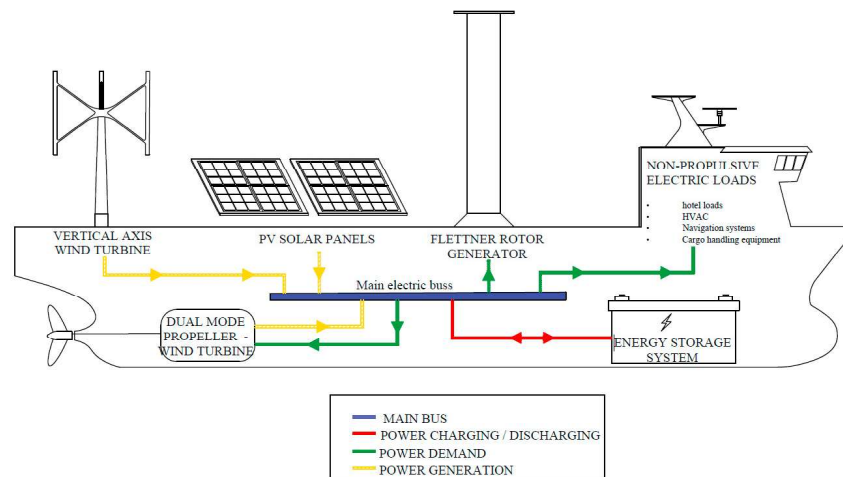 NON-PROPULSIVE
ELECTRIC LOADS
• hotel loads
• HVAC
• Navigation systems
• Cargo handling equipment
VERTICAL AXIS
WIND TURBINE
PV SOLAR PANELS
FLETTNER ROTOR
GENERATOR
Main electric buss
DUAL MODE
PROPELLER -
WIND TURBINE
ENERGY STORAGE
SYSTEM
MAIN BUS
POWER CHARGING / DISCHARGING
POWER DEMAND
POWER GENERATION